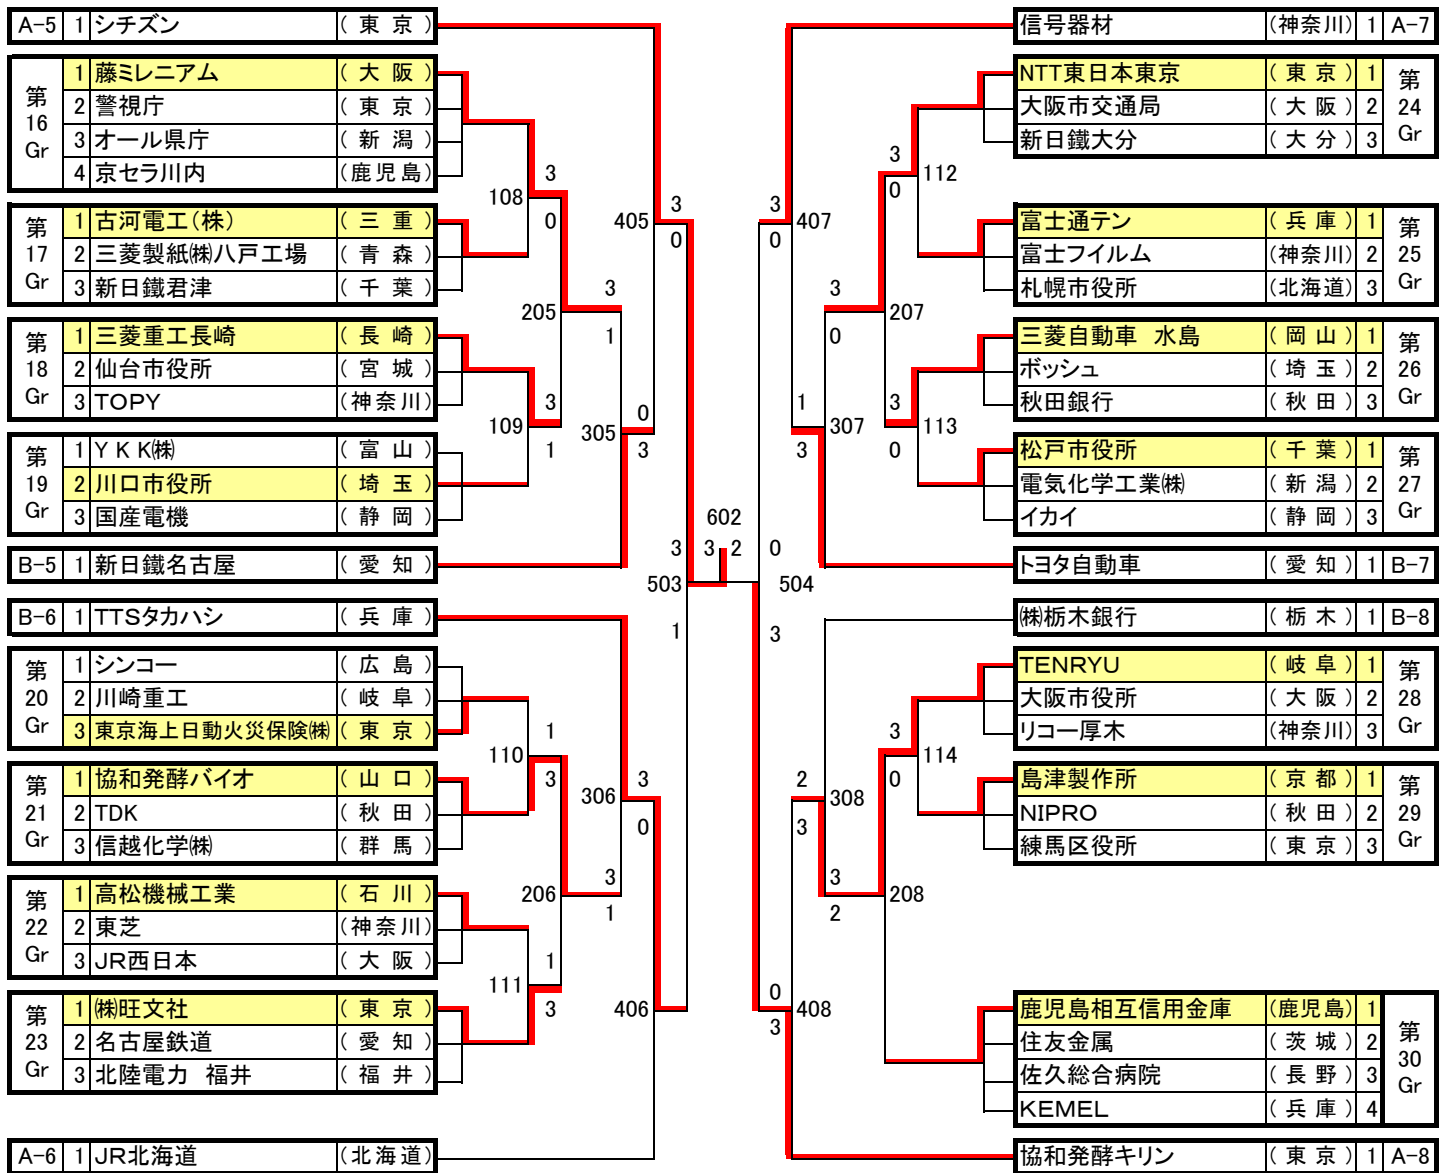 A-5 1 シチズン ( 東 京 )
第16Gr
1 藤ミレニアム ( 大 阪 )
2 警視庁 ( 東 京 )
3 オール県庁 ( 新 潟 )
4 京セラ川内 (鹿児島)
第17Gr
1 古河電工(株) ( 三 重 )
2 三菱製紙㈱八戸工場 ( 青 森 )
3 新日鐵君津 ( 千 葉 )
第18Gr
1 三菱重工長崎 ( 長 崎 )
2 仙台市役所 ( 宮 城 )
3 TOPY (神奈川)
第19Gr
1 Y K K㈱ ( 富 山 )
2 川口市役所 ( 埼 玉 )
3 国産電機 ( 静 岡 )
B-5 1 新日鐵名古屋 ( 愛 知 )
B-6 1 TTSタカハシ ( 兵 庫 )
第20Gr
1 シンコー ( 広 島 )
2 川崎重工 ( 岐 阜 )
3 東京海上日動火災保険㈱ ( 東 京 )
第21Gr
1 協和発酵バイオ ( 山 口 )
2 TDK ( 秋 田 )
3 信越化学㈱ ( 群 馬 )
第22Gr
1 高松機械工業 ( 石 川 )
2 東芝 (神奈川)
3 JR西日本 ( 大 阪 )
第23Gr
1 ㈱旺文社 ( 東 京 )
2 名古屋鉄道 ( 愛 知 )
3 北陸電力 福井 ( 福 井 )
A-6 1 JR北海道 (北海道)
108 3 0
109 3 1
205 3 1
305 0 3
405 3 0
110 1 3
111 1 3
206 3 1
306 3 0
406
503 3 1
602
3 2
504 0 3
407 3 0
112 3 0
207 3 0
113 3 0
307 1 3
114 3 0
308 2 3
208 3 2
408 0 3
信号器材 (神奈川) 1 A-7
NTT東日本東京 ( 東 京 ) 1
大阪市交通局 ( 大 阪 ) 2
新日鐵大分 ( 大 分 ) 3
第24Gr
富士通テン ( 兵 庫 ) 1
富士フイルム (神奈川) 2
札幌市役所 (北海道) 3
第25Gr
三菱自動車 水島 ( 岡 山 ) 1
ボッシュ ( 埼 玉 ) 2
秋田銀行 ( 秋 田 ) 3
第26Gr
松戸市役所 ( 千 葉 ) 1
電気化学工業㈱ ( 新 潟 ) 2
イカイ ( 静 岡 ) 3
第27Gr
トヨタ自動車 ( 愛 知 ) 1 B-7
㈱栃木銀行 ( 栃 木 ) 1 B-8
TENRYU ( 岐 阜 ) 1
大阪市役所 ( 大 阪 ) 2
リコー厚木 (神奈川) 3
第28Gr
島津製作所 ( 京 都 ) 1
NIPRO ( 秋 田 ) 2
練馬区役所 ( 東 京 ) 3
第29Gr
鹿児島相互信用金庫 (鹿児島) 1
住友金属 ( 茨 城 ) 2
佐久総合病院 ( 長 野 ) 3
KEMEL ( 兵 庫 ) 4
第30Gr
協和発酵キリン ( 東 京 ) 1 A-8